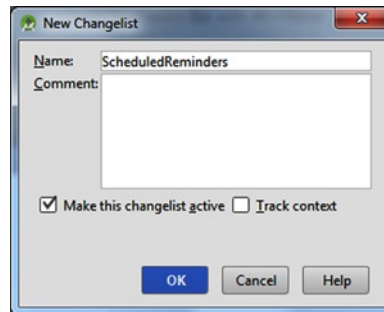 New Changelist
Name: ScheduledReminders
Comment:
Make this changelist active Track context
OK Cancel Help